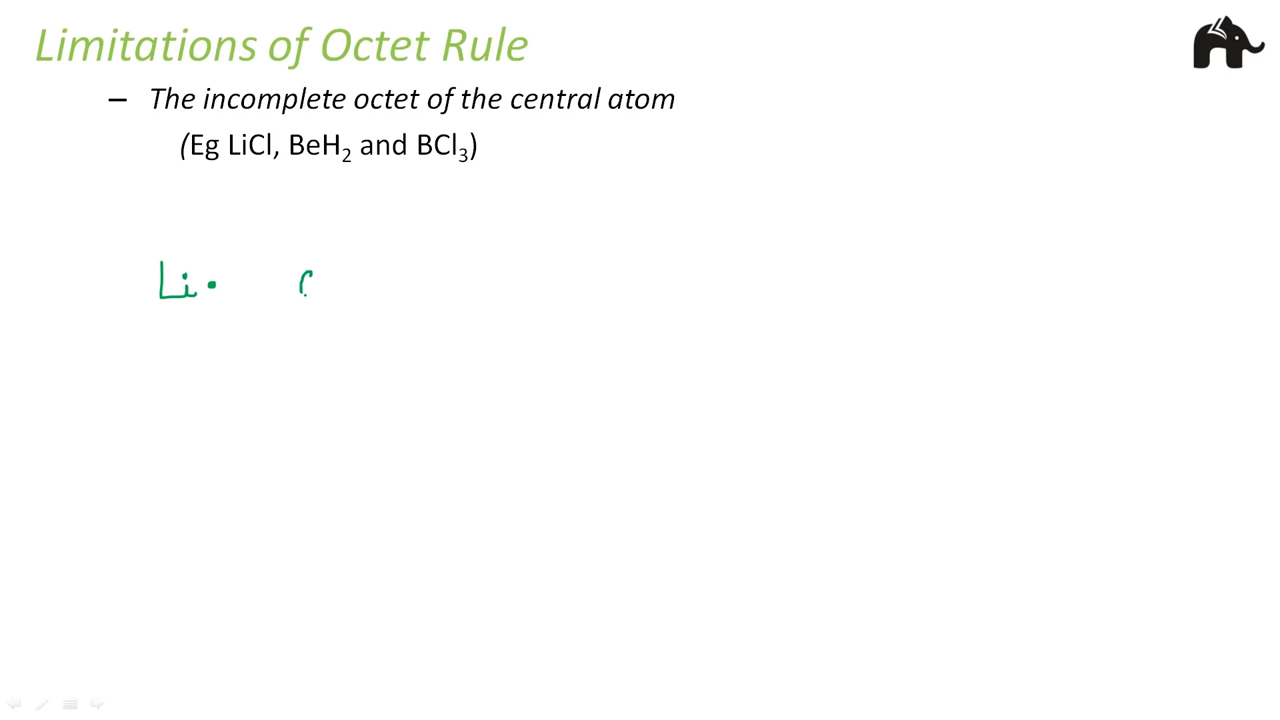 Limitations of Octet Rule
– The incomplete octet of the central atom
(Eg LiCl, BeH₂ and BCl₃)
Li•